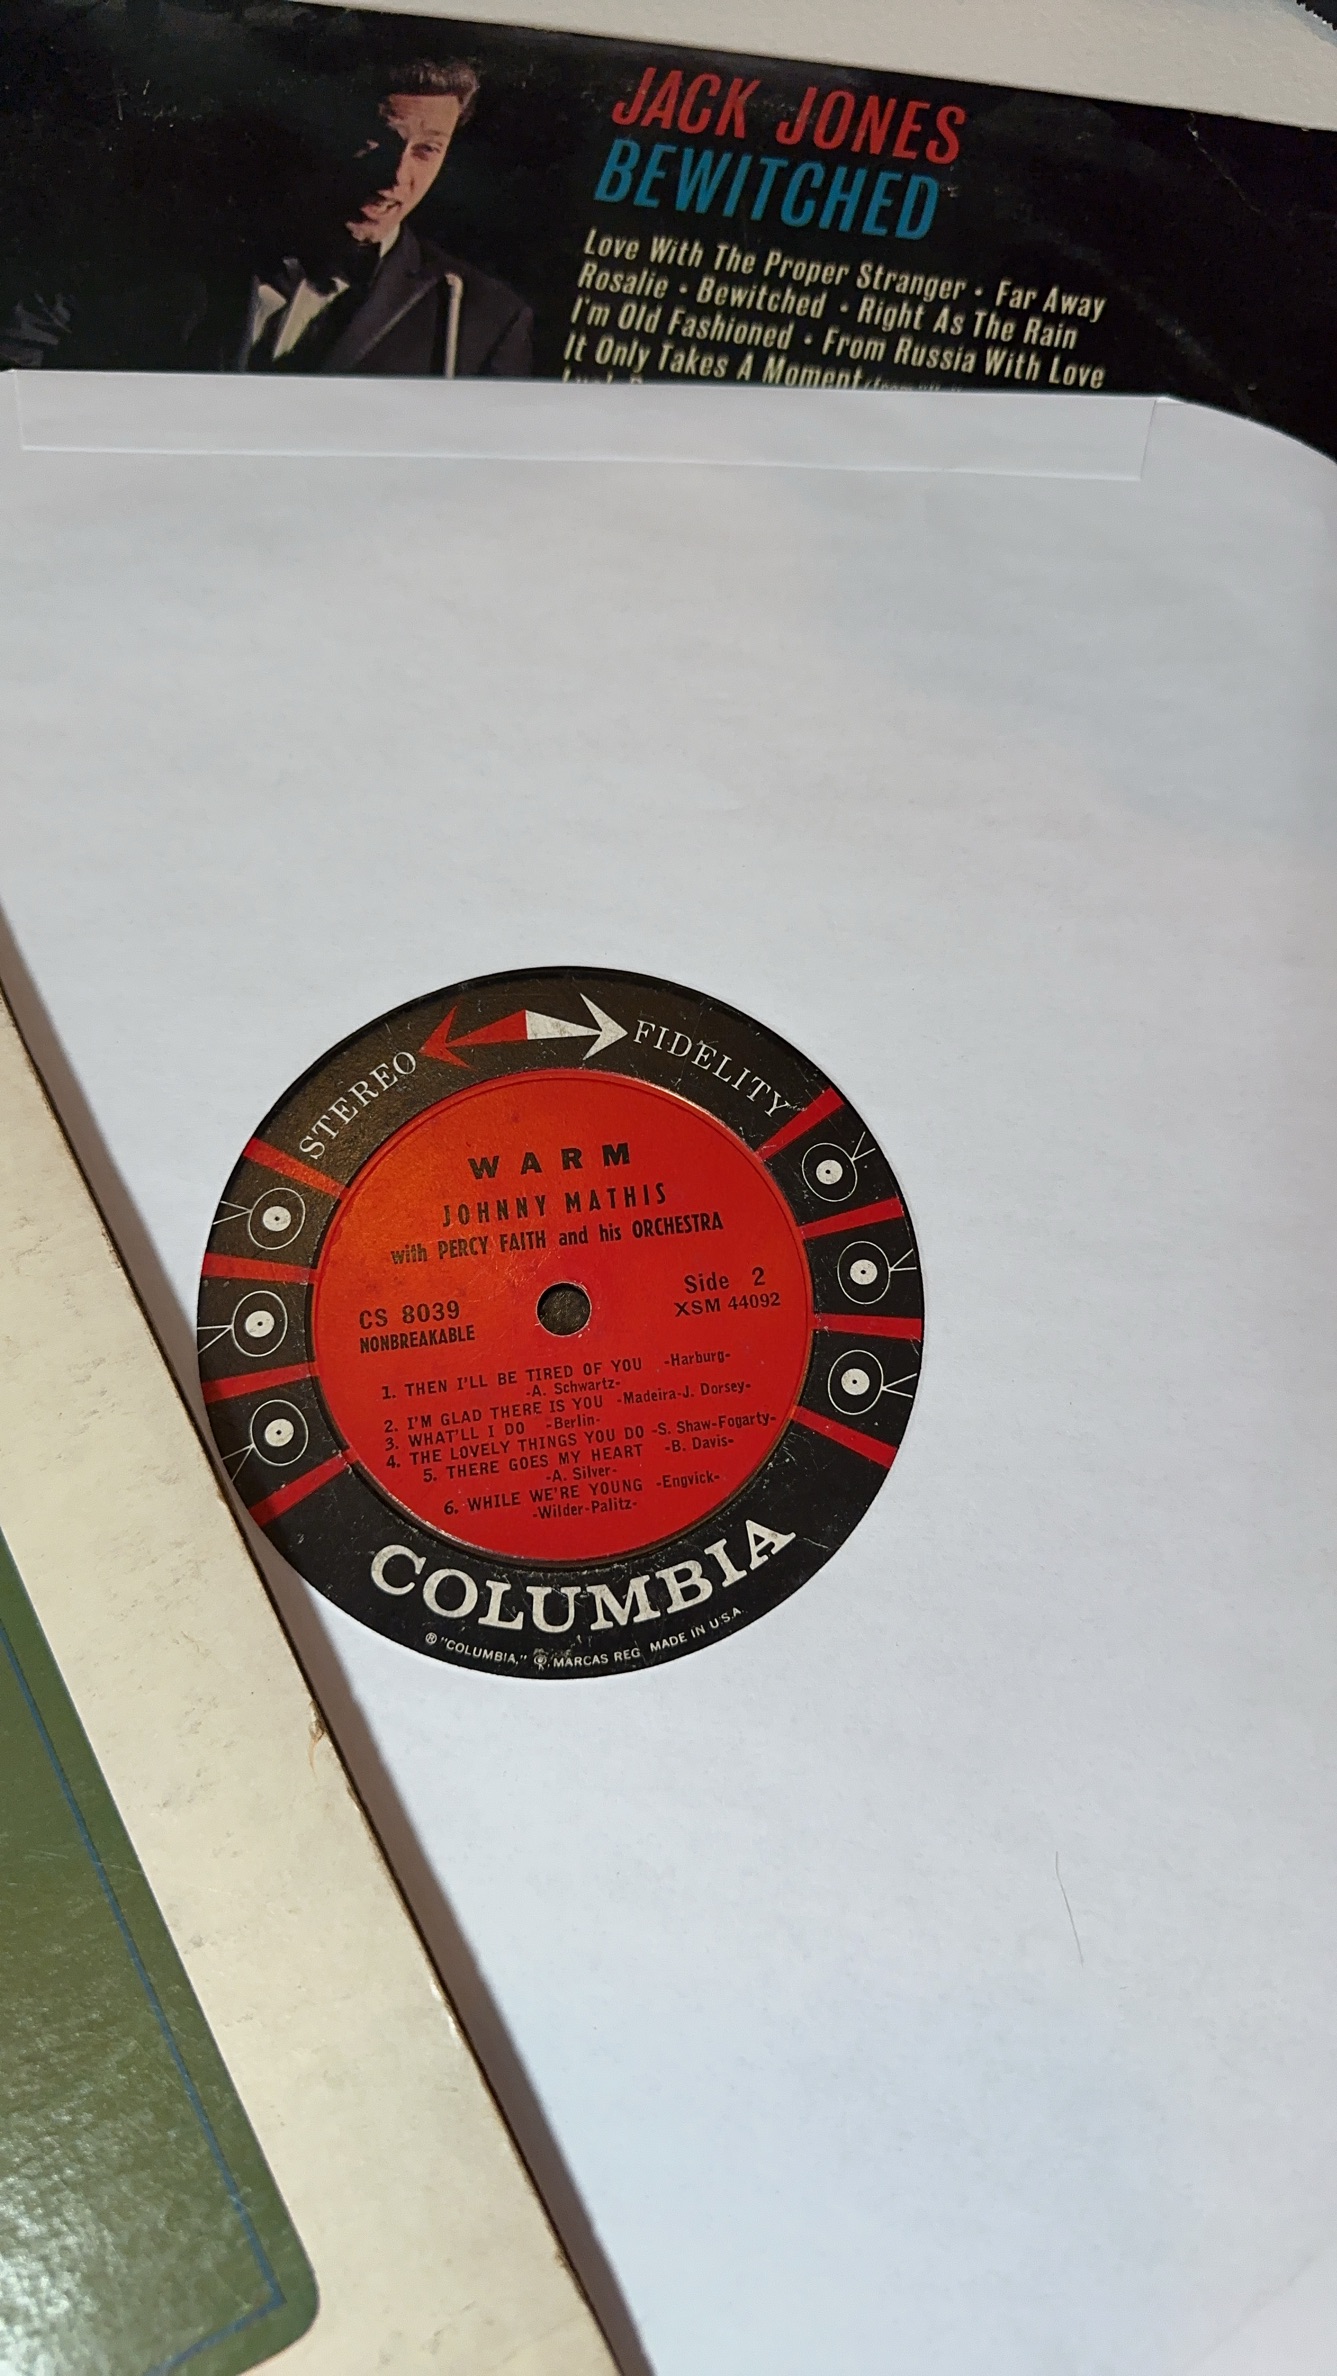 JACK JONES
BEWITCHED
Love With The Proper Stranger • Far Away
Rosalie • Bewitched • Right As The Rain
I'm Old Fashioned • From Russia With Love
It Only Takes A Moment
STEREO FIDELITY
WARM
JOHNNY MATHIS
with PERCY FAITH and his ORCHESTRA
Side 2
CS 8039
XSM 44092
NONBREAKABLE
1. THEN I'LL BE TIRED OF YOU -Harburg-
-A. Schwartz-
2. I'M GLAD THERE IS YOU -Madeira-J. Dorsey-
3. WHAT'LL I DO -Berlin-
4. THE LOVELY THINGS YOU DO -S. Shaw-Fogarty-
5. THERE GOES MY HEART -B. Davis-
-A. Silver-
6. WHILE WE'RE YOUNG -Engvick-
-Wilder-Palitz-
COLUMBIA
® "COLUMBIA," MARCAS REG. MADE IN U.S.A.